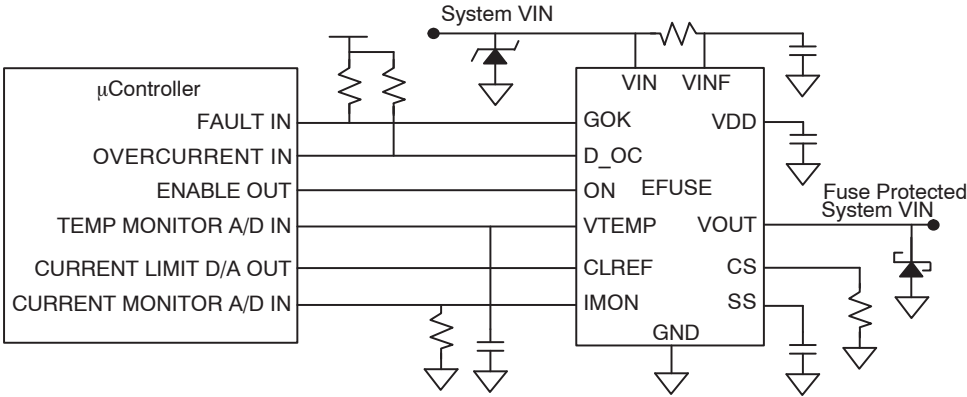 System VIN
μController
VIN VINF
FAULT IN
GOK
VDD
OVERCURRENT IN
D_OC
ENABLE OUT
ON
EFUSE
Fuse Protected
System VIN
TEMP MONITOR A/D IN
VTEMP
VOUT
CURRENT LIMIT D/A OUT
CLREF
CS
CURRENT MONITOR A/D IN
IMON
SS
GND